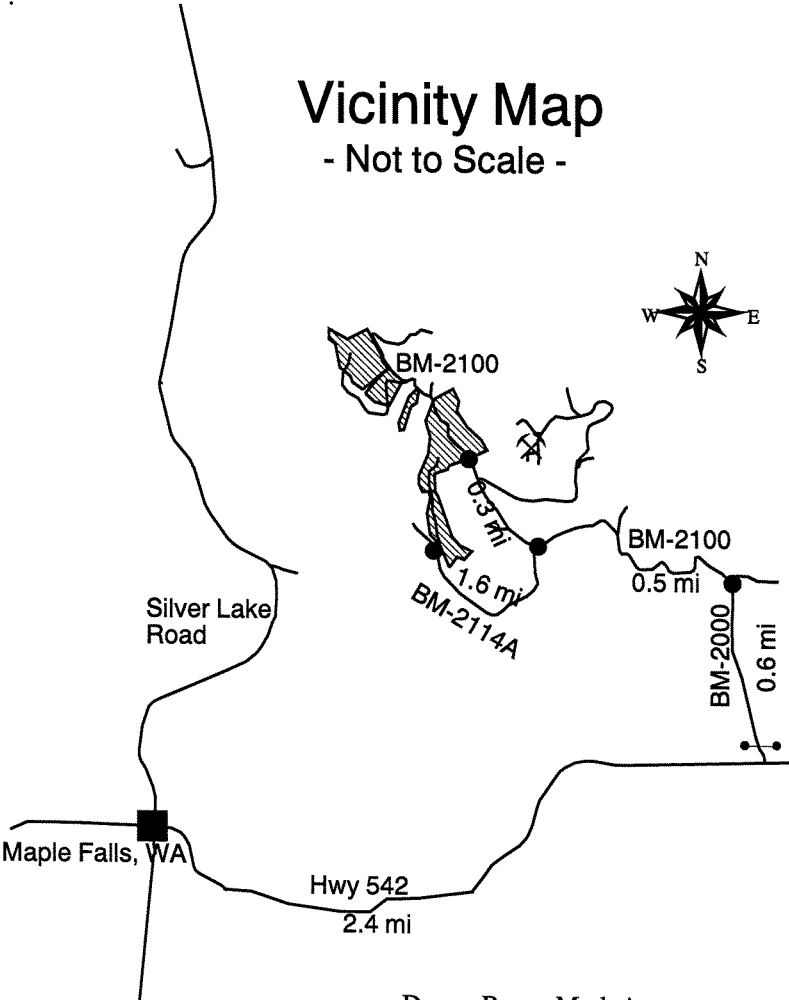 Vicinity Map
- Not to Scale -
N
W
E
S
BM-2100
0.3 mi
BM-2100
0.5 mi
1.6 mi
BM-2114A
BM-2000
0.6 mi
Silver Lake
Road
Maple Falls, WA
Hwy 542
2.4 mi